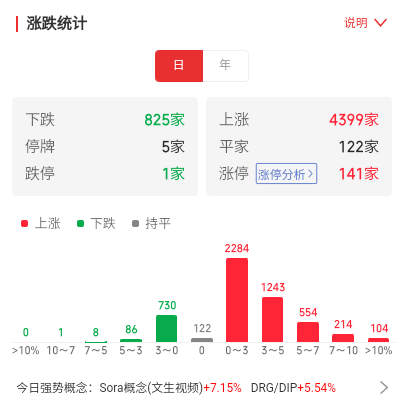 涨跌统计 说明
日 年
下跌 825家 上涨 4399家
停牌 5家 平家 122家
跌停 1家 涨停 涨停分析 141家
上涨 下跌 持平
0 1 8 86 730 122 2284 1243 554 214 104
>10% 10～7 7～5 5～3 3～0 0 0～3 3～5 5～7 7～10 >10%
今日强势概念：Sora概念(文生视频)+7.15% DRG/DIP+5.54%